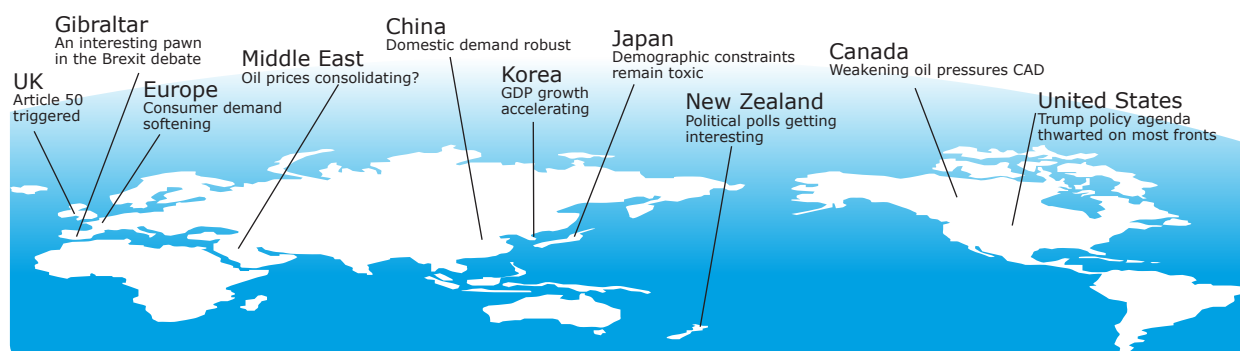 Gibraltar
An interesting pawn
in the Brexit debate
UK
Article 50
triggered
Europe
Consumer demand
softening
Middle East
Oil prices consolidating?
China
Domestic demand robust
Korea
GDP growth
accelerating
Japan
Demographic constraints
remain toxic
New Zealand
Political polls getting
interesting
Canada
Weakening oil pressures CAD
United States
Trump policy agenda
thwarted on most fronts